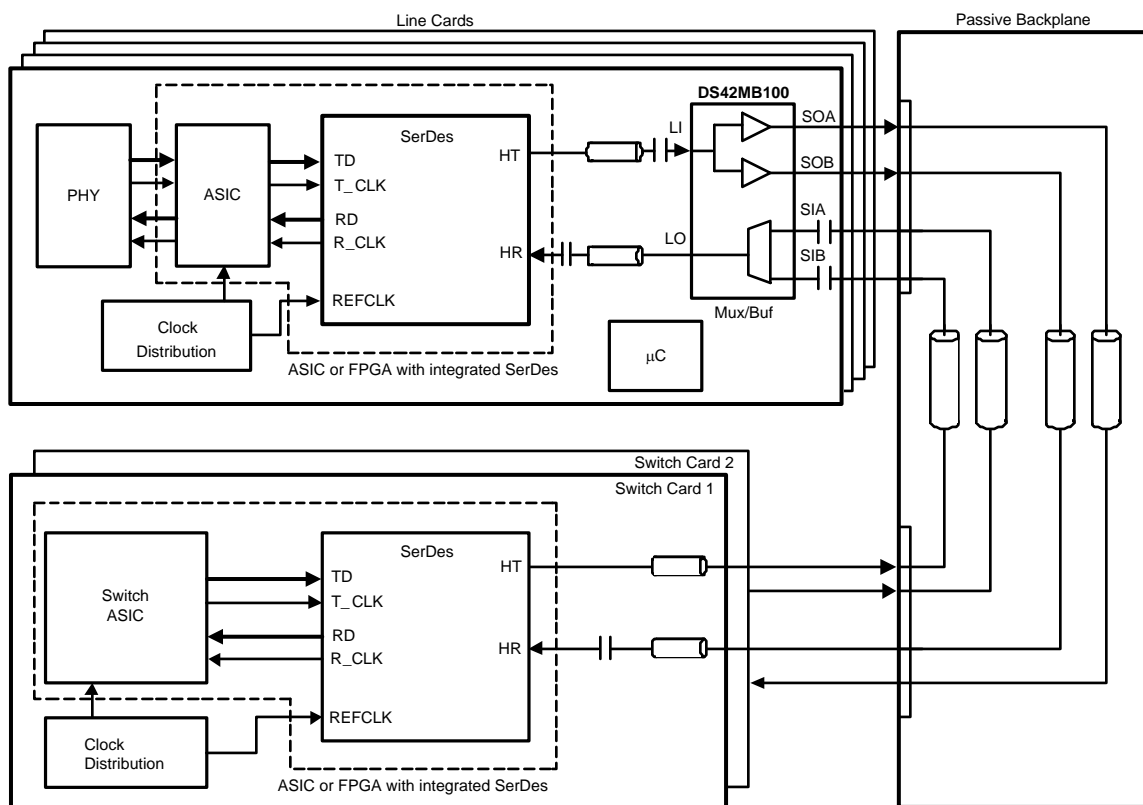 Line Cards
Passive Backplane
DS42MB100
SerDes
LI
SOA
HT
TD
T_CLK
PHY
ASIC
SOB
RD
R_CLK
SIA
LO
HR
SIB
REFCLK
Mux/Buf
Clock
Distribution
μC
ASIC or FPGA with integrated SerDes
Switch Card 2
Switch Card 1
SerDes
HT
TD
Switch
ASIC
T_CLK
RD
HR
R_CLK
REFCLK
Clock
Distribution
ASIC or FPGA with integrated SerDes